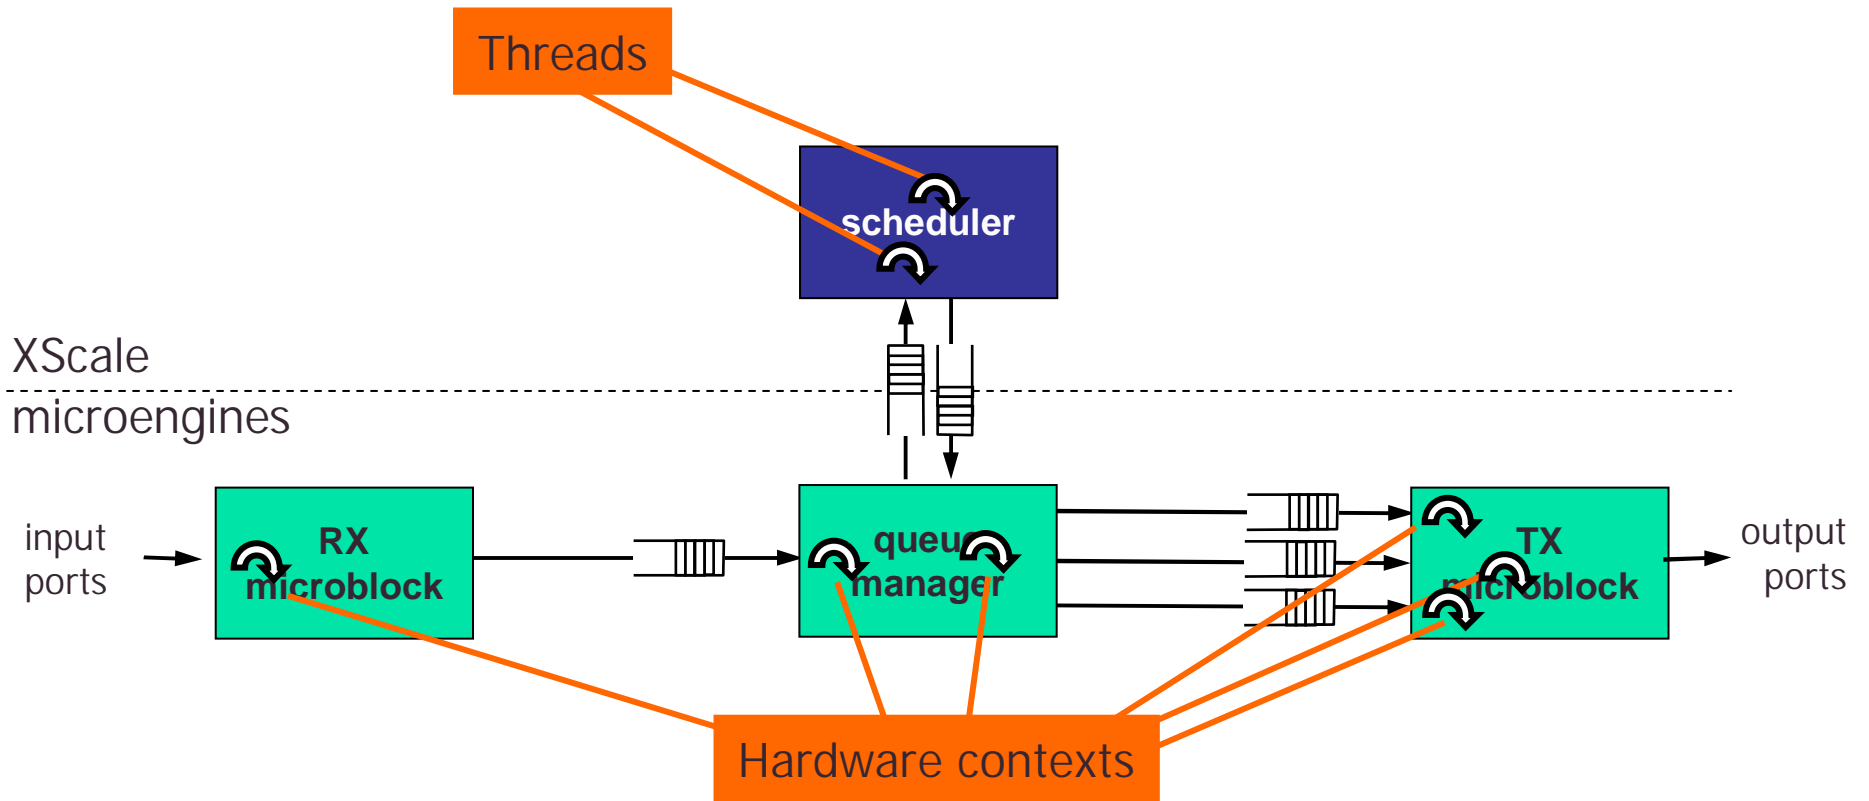 Threads
scheduler
XScale
microengines
input
ports
RX
microblock
queue
manager
TX
microblock
output
ports
Hardware contexts